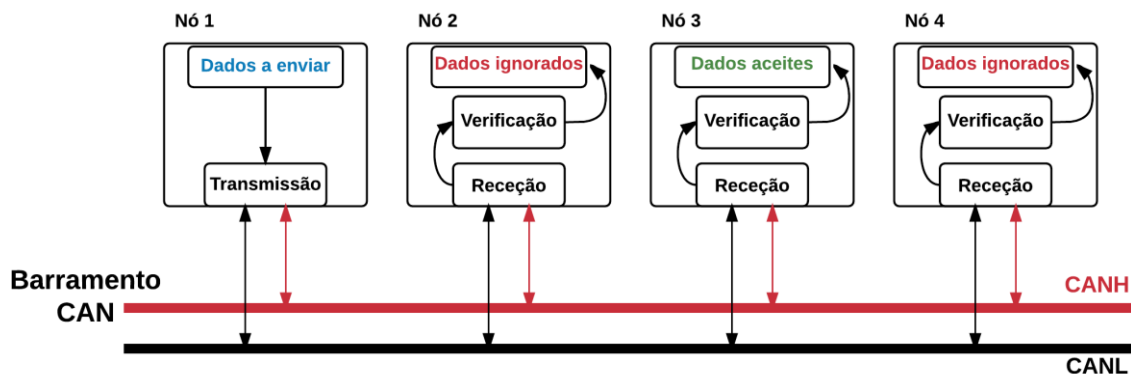 Nó 1
Nó 2
Nó 3
Nó 4
Dados a enviar
Dados ignorados
Dados aceites
Dados ignorados
Verificação
Verificação
Verificação
Transmissão
Receção
Receção
Receção
Barramento
CAN
CANH
CANL